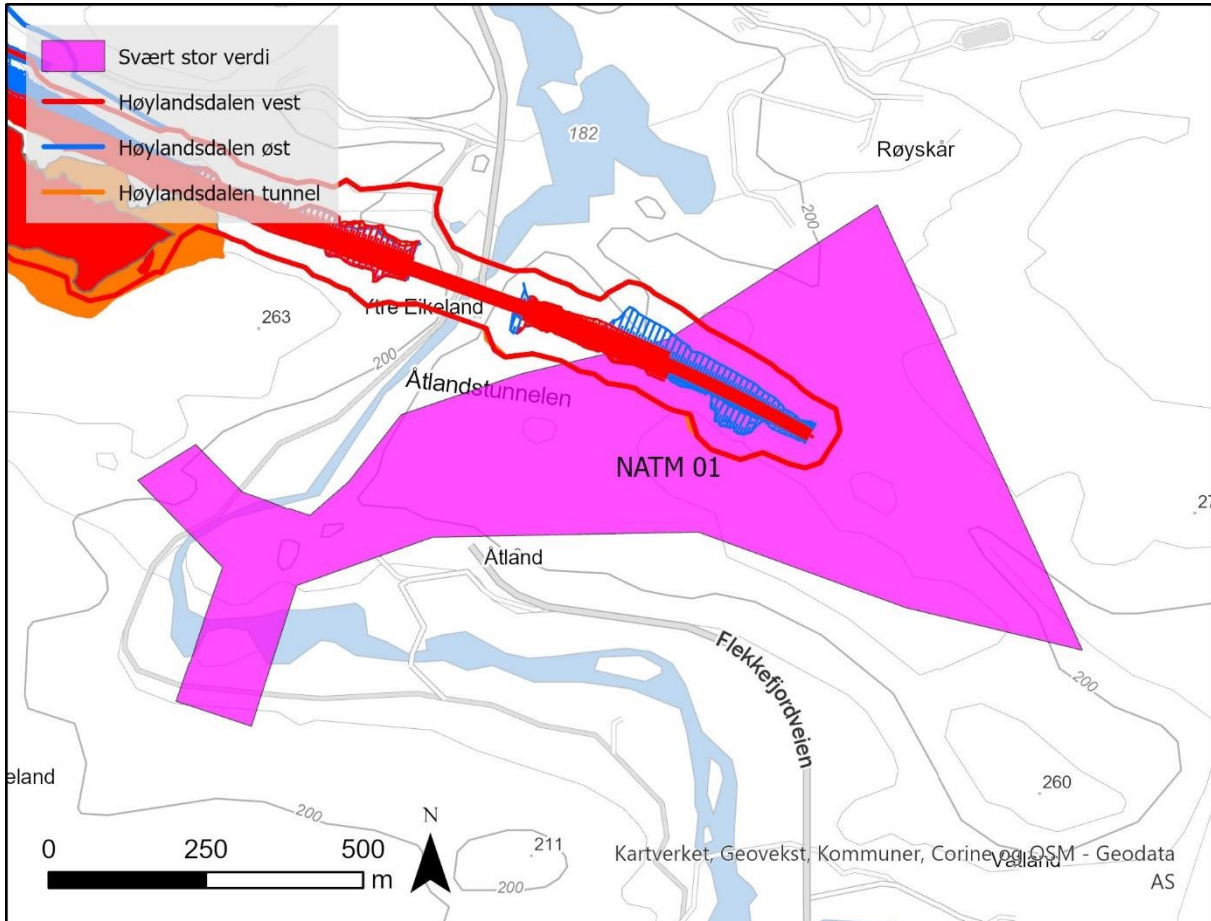 Svært stor verdi
Høylandsdalen vest
Høylandsdalen øst
Høylandsdalen tunnel
182
Røyskår
200
263
Ytre Eikeland
200
Åtlandstunnelen
NATM 01
27
Åtland
Flekkefjordveien
200
eland
260
200
0 250 500
m
N
211
200
Kartverket, Geovekst, Kommuner, Corine og OSM - Geodata
AS
Våtland